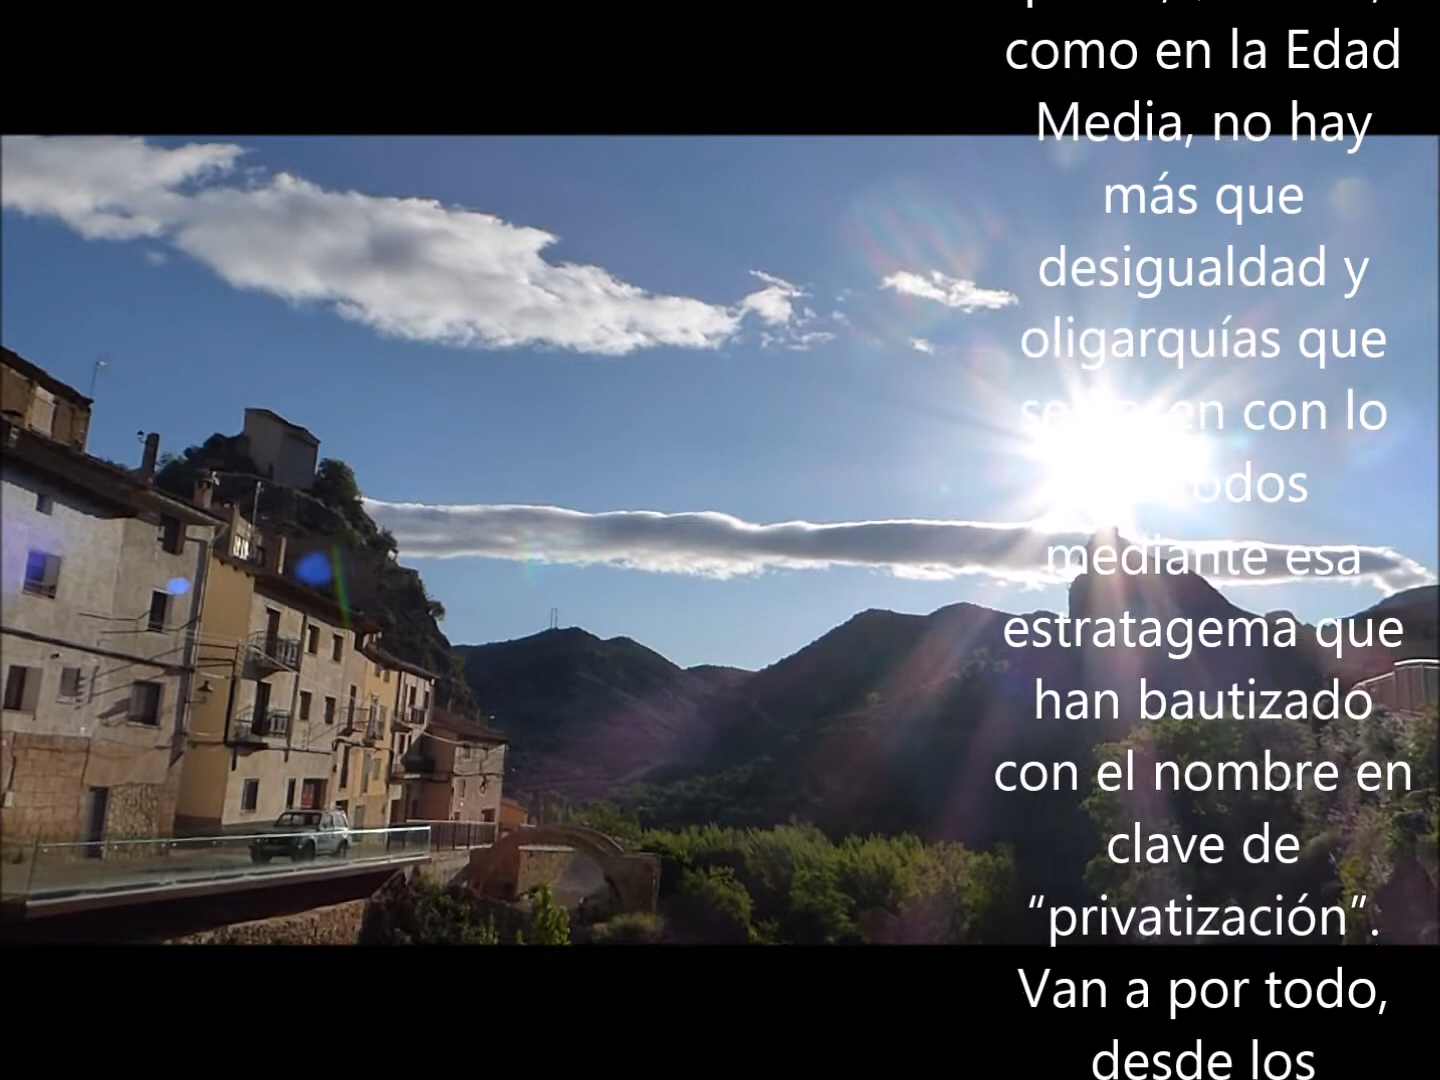 como en la Edad
Media, no hay
más que
desigualdad y
oligarquías que
en con lo
odos
mediante esa
estratagema que
han bautizado
con el nombre en
clave de
“privatización”.
Van a por todo,
desde los